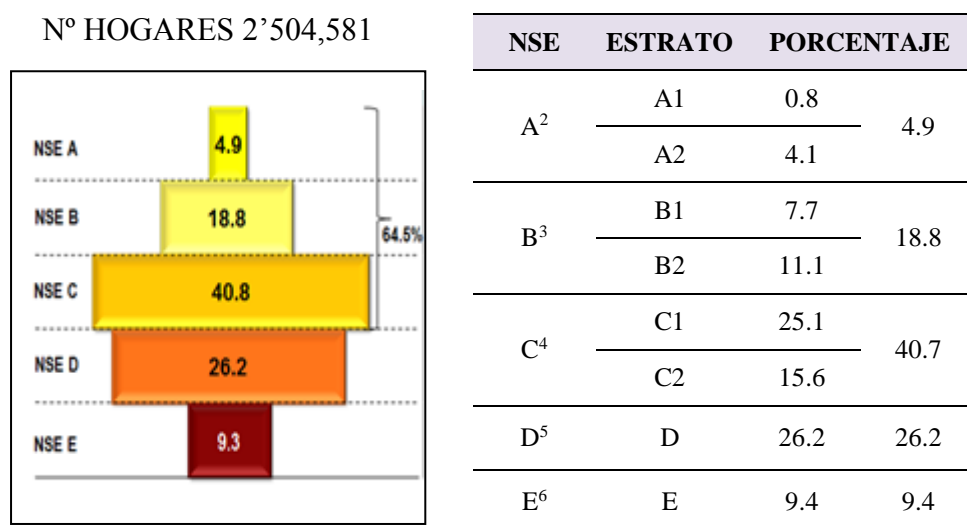 Nº HOGARES 2’504,581
NSE A 4.9
NSE B 18.8
64.5%
NSE C 40.8
NSE D 26.2
NSE E 9.3
NSE ESTRATO PORCENTAJE
A1 0.8
A² 4.9
A2 4.1
B1 7.7
B³ 18.8
B2 11.1
C1 25.1
C⁴ 40.7
C2 15.6
D⁵ D 26.2 26.2
E⁶ E 9.4 9.4